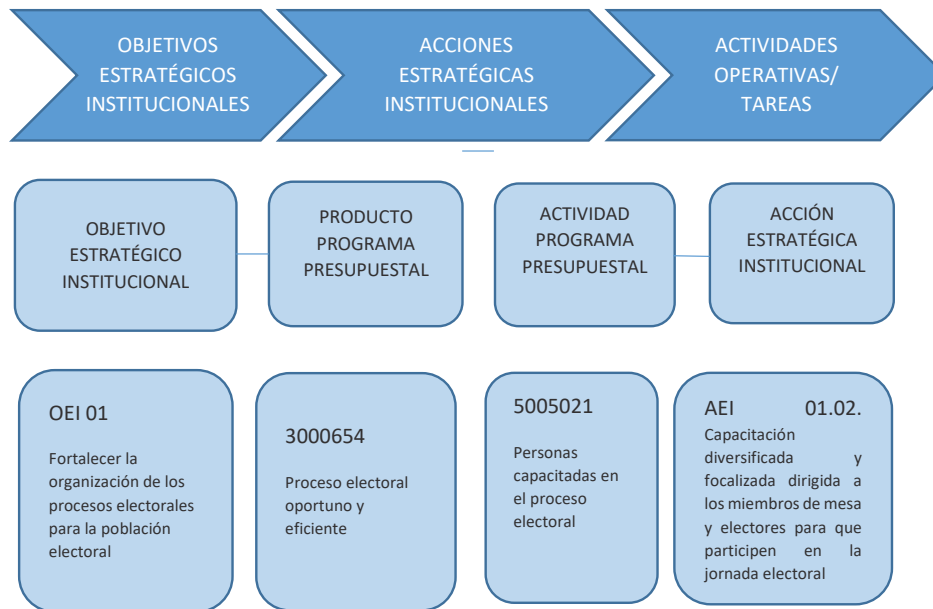 OBJETIVOS
ESTRATÉGICOS
INSTITUCIONALES
ACCIONES
ESTRATÉGICAS
INSTITUCIONALES
ACTIVIDADES
OPERATIVAS/
TAREAS
OBJETIVO
ESTRATÉGICO
INSTITUCIONAL
PRODUCTO
PROGRAMA
PRESUPUESTAL
ACTIVIDAD
PROGRAMA
PRESUPUESTAL
ACCIÓN
ESTRATÉGICA
INSTITUCIONAL
OEI 01
Fortalecer la
organización de los
procesos electorales
para la población
electoral
3000654
Proceso electoral
oportuno y
eficiente
5005021
Personas
capacitadas en
el proceso
electoral
AEI 01.02.
Capacitación
diversificada y
focalizada dirigida a
los miembros de mesa
y electores para que
participen en la
jornada electoral